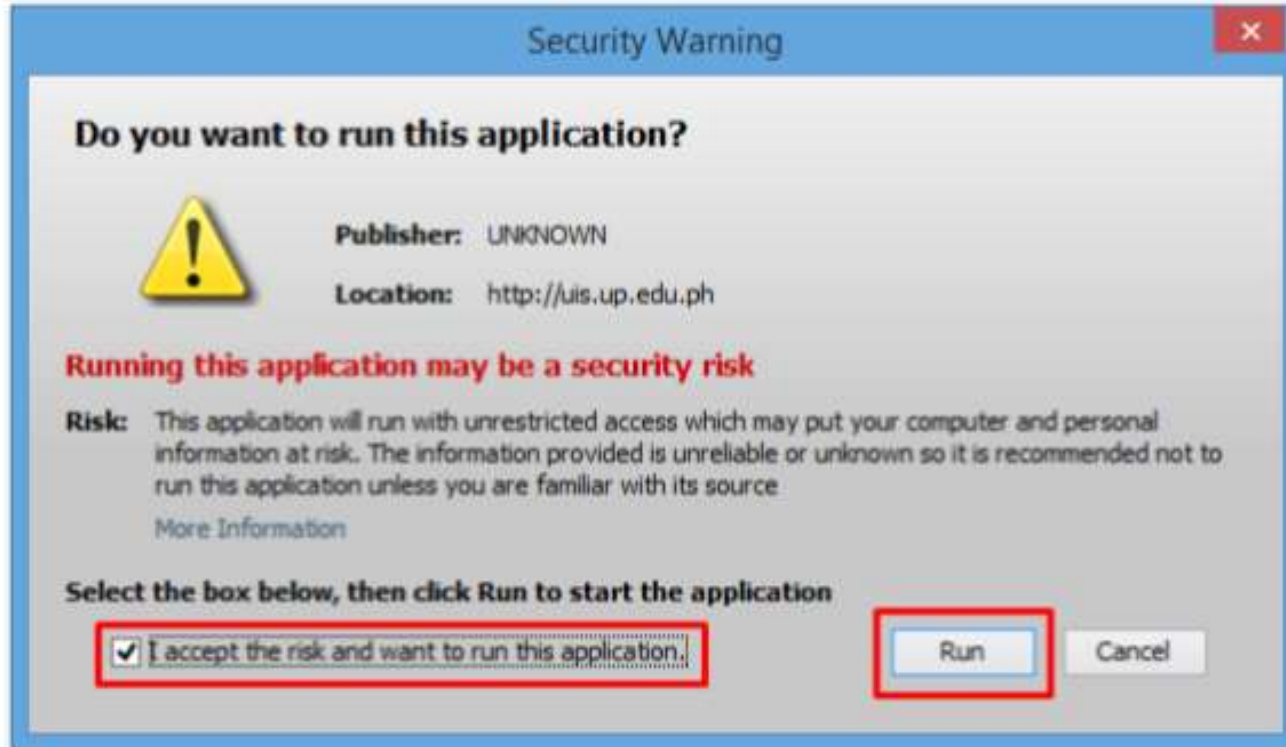 Security Warning
Do you want to run this application?
Publisher: UNKNOWN
Location: http://uis.up.edu.ph
Running this application may be a security risk
Risk: This application will run with unrestricted access which may put your computer and personal
information at risk. The information provided is unreliable or unknown so it is recommended not to
run this application unless you are familiar with its source
More Information
Select the box below, then click Run to start the application
I accept the risk and want to run this application.
Run Cancel